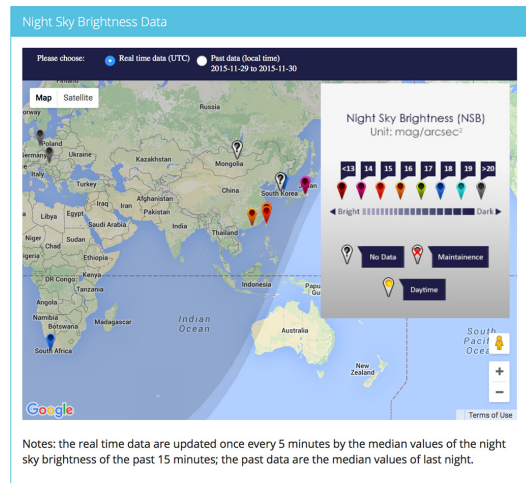 Night Sky Brightness Data
Please choose:
Real time data (UTC)
Past data (local time)
2015-11-29 to 2015-11-30
Map
Satellite
Night Sky Brightness (NSB)
Unit: mag/arcsec²
<13 14 15 16 17 18 19 >20
Bright
Dark
No Data
Maintainence
Daytime
Finland
Russia
Poland
Germany
Ukraine
Kazakhstan
Mongolia
Italy
Turkey
China
South Korea
Iraq
Iran
Afghanistan
Pakistan
Libya
Egypt
Saudi Arabia
India
Thailand
Niger
Chad
Sudan
Ethiopia
Kenya
DR Congo
Tanzania
Indonesia
Angola
Namibia
Botswana
Madagascar
Indian
Ocean
Australia
South Africa
New
Zealand
South
Google
Terms of Use
Notes: the real time data are updated once every 5 minutes by the median values of the night
sky brightness of the past 15 minutes; the past data are the median values of last night.